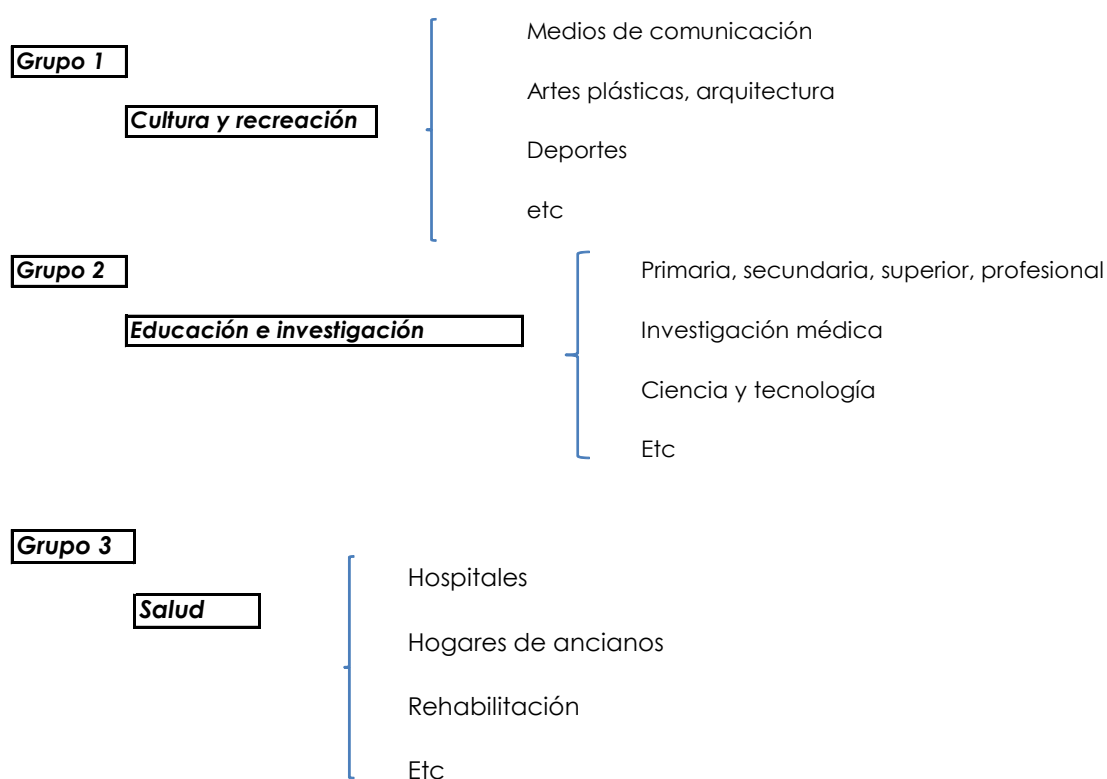 Grupo 1
Cultura y recreación
Medios de comunicación
Artes plásticas, arquitectura
Deportes
etc
Grupo 2
Educación e investigación
Primaria, secundaria, superior, profesional
Investigación médica
Ciencia y tecnología
Etc
Grupo 3
Salud
Hospitales
Hogares de ancianos
Rehabilitación
Etc